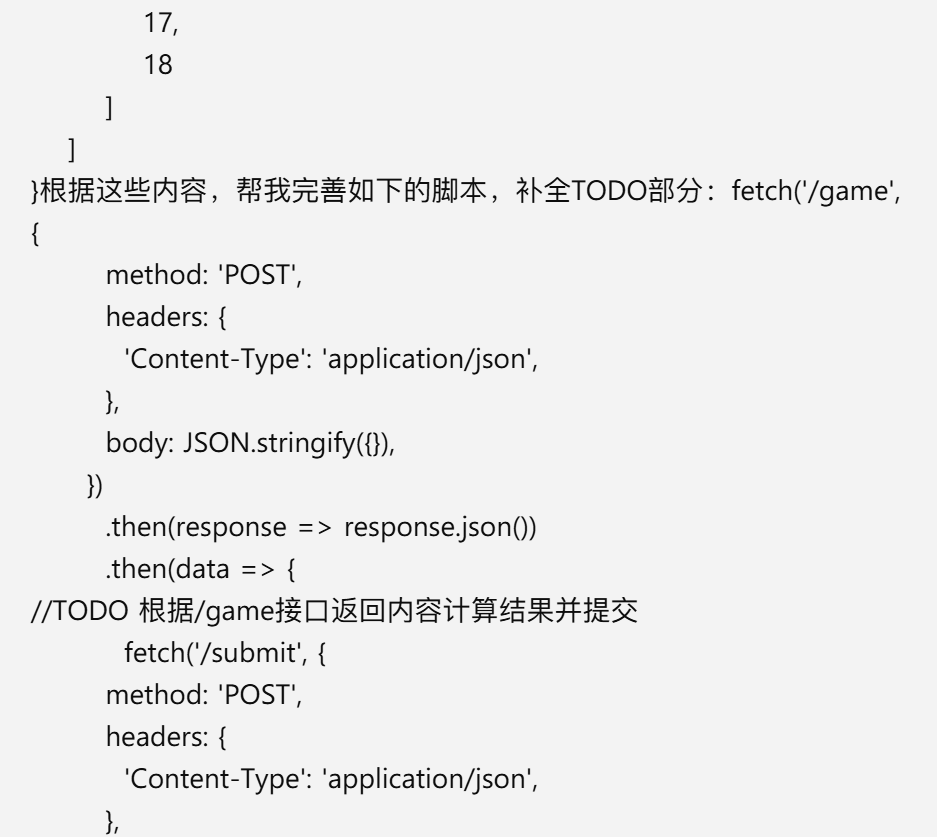 17,
18
]
]
}根据这些内容，帮我完善如下的脚本，补全TODO部分：fetch('/game',
{
method: 'POST',
headers: {
'Content-Type': 'application/json',
},
body: JSON.stringify({}),
})
.then(response => response.json())
.then(data => {
//TODO 根据/game接口返回内容计算结果并提交
fetch('/submit', {
method: 'POST',
headers: {
'Content-Type': 'application/json',
},